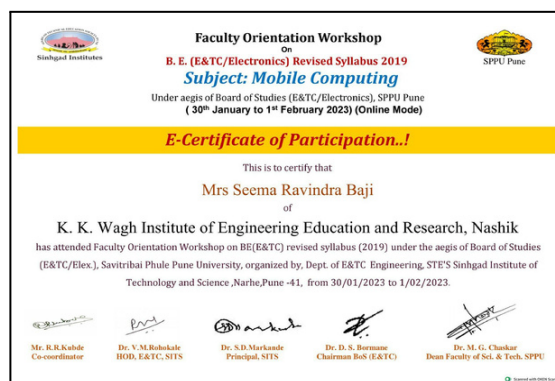 Faculty Orientation Workshop
On
B. E. (E&TC/Electronics) Revised Syllabus 2019
Subject: Mobile Computing
Under aegis of Board of Studies (E&TC/Electronics), SPPU Pune
( 30th January to 1st February 2023) (Online Mode)
Sinhgad Institutes
SPPU Pune
E-Certificate of Participation..!
This is to certify that
Mrs Seema Ravindra Baji
of
K. K. Wagh Institute of Engineering Education and Research, Nashik
has attended Faculty Orientation Workshop on BE(E&TC) revised syllabus (2019) under the aegis of Board of Studies
(E&TC/Elex.), Savitribai Phule Pune University, organized by, Dept. of E&TC Engineering, STE'S Sinhgad Institute of
Technology and Science ,Narhe,Pune -41, from 30/01/2023 to 1/02/2023.
Mr. R.R.Kubde Dr. V.M.Rohokale Dr. S.D.Markande Dr. D. S. Bormane Dr. M. G. Chaskar
Co-coordinator HOD, E&TC, SITS Principal, SITS Chairman BoS (E&TC) Dean Faculty of Sci. & Tech. SPPU